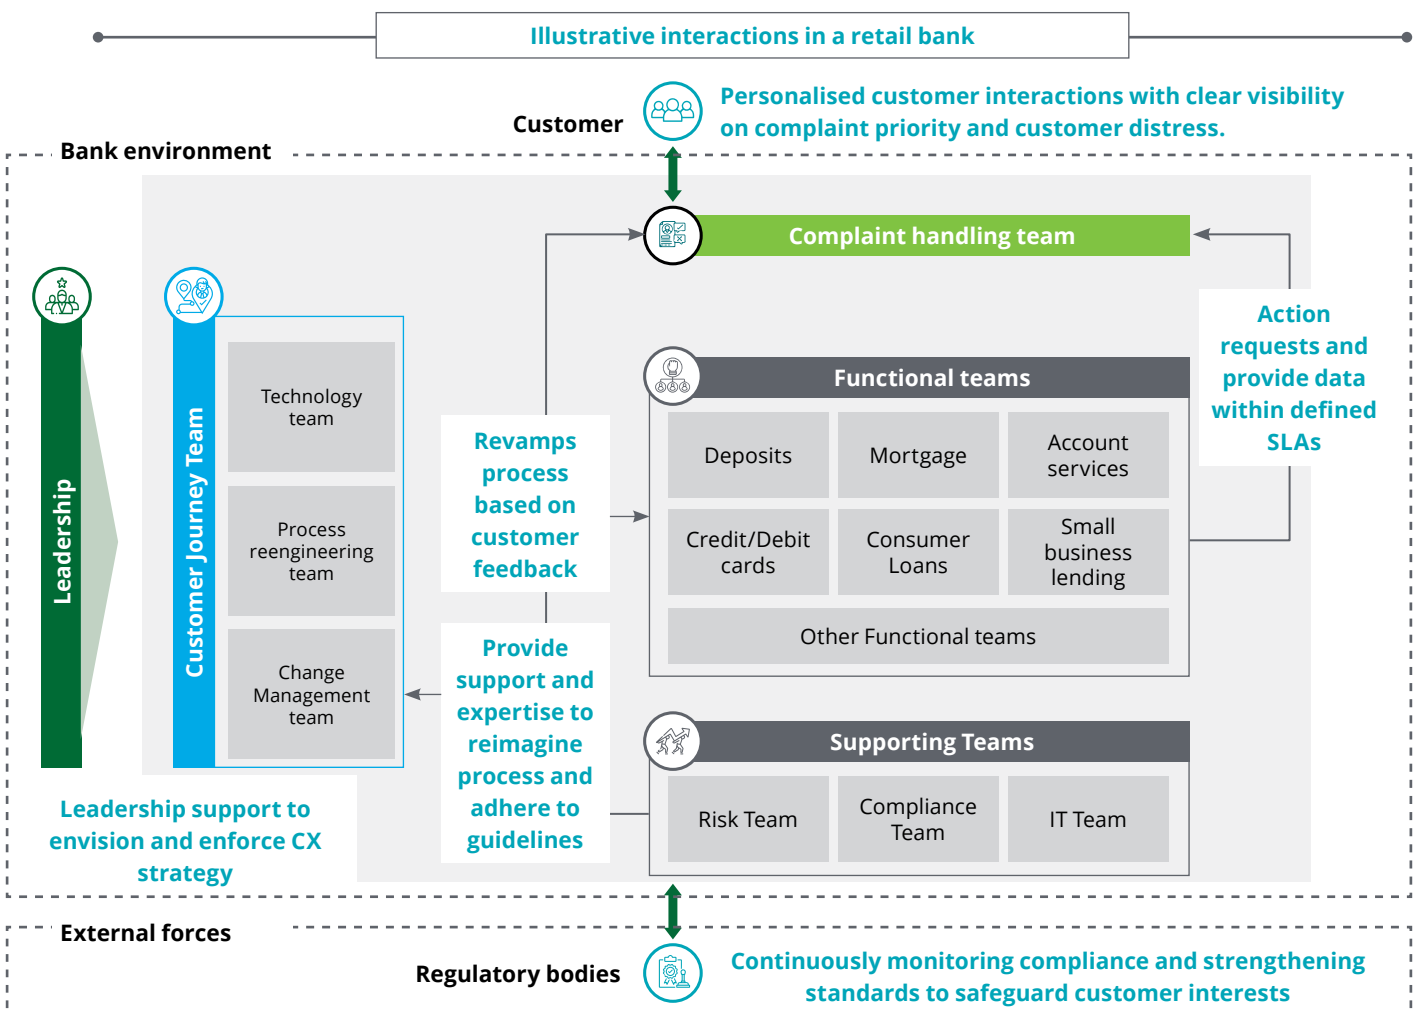 Illustrative interactions in a retail bank
Customer
Personalised customer interactions with clear visibility
on complaint priority and customer distress.
Bank environment
Complaint handling team
Leadership
Customer Journey Team
Technology
team
Process
reengineering
team
Change
Management
team
Revamps
process
based on
customer
feedback
Provide
support and
expertise to
reimagine
process and
adhere to
guidelines
Functional teams
Deposits
Mortgage
Account
services
Credit/Debit
cards
Consumer
Loans
Small
business
lending
Other Functional teams
Action
requests and
provide data
within defined
SLAs
Supporting Teams
Risk Team
Compliance
Team
IT Team
Leadership support to
envision and enforce CX
strategy
External forces
Regulatory bodies
Continuously monitoring compliance and strengthening
standards to safeguard customer interests